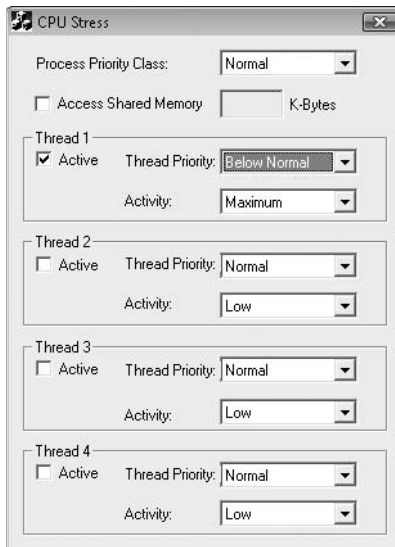 CPU Stress
Process Priority Class: Normal
Access Shared Memory K-Bytes
Thread 1
Active Thread Priority: Below Normal
Activity: Maximum
Thread 2
Active Thread Priority: Normal
Activity: Low
Thread 3
Active Thread Priority: Normal
Activity: Low
Thread 4
Active Thread Priority: Normal
Activity: Low